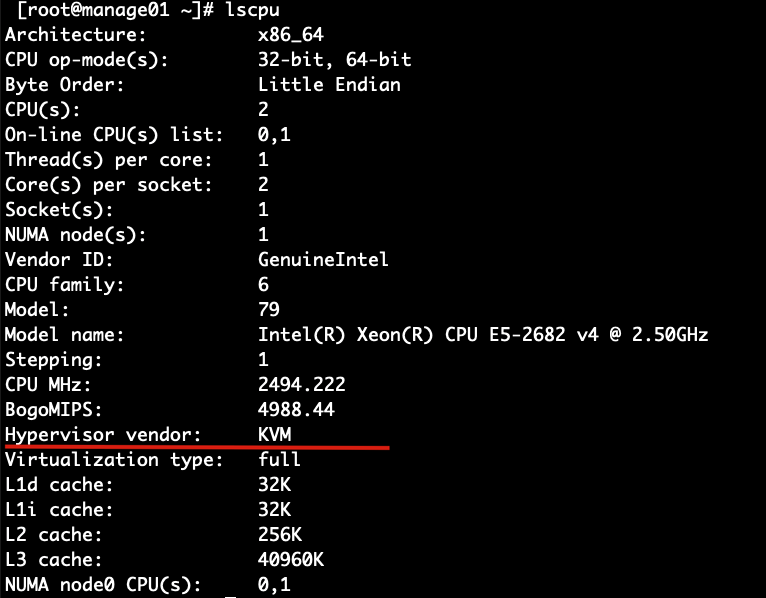 [root@manage01 ~]# lscpu
Architecture:          x86_64
CPU op-mode(s):        32-bit, 64-bit
Byte Order:            Little Endian
CPU(s):                2
On-line CPU(s) list:   0,1
Thread(s) per core:    1
Core(s) per socket:    2
Socket(s):             1
NUMA node(s):          1
Vendor ID:             GenuineIntel
CPU family:            6
Model:                 79
Model name:            Intel(R) Xeon(R) CPU E5-2682 v4 @ 2.50GHz
Stepping:              1
CPU MHz:               2494.222
BogoMIPS:              4988.44
Hypervisor vendor:     KVM
Virtualization type:   full
L1d cache:             32K
L1i cache:             32K
L2 cache:              256K
L3 cache:              40960K
NUMA node0 CPU(s):     0,1